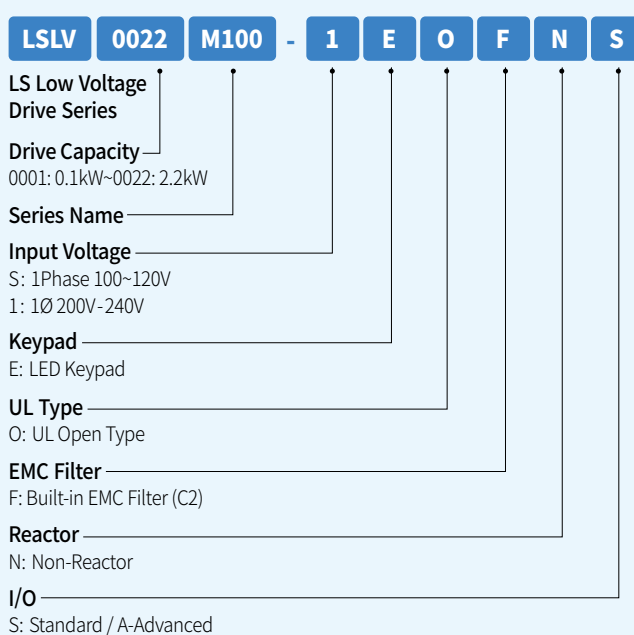 LSLV 0022 M100 - 1 E O F N S
LS Low Voltage
Drive Series
Drive Capacity
0001: 0.1kW~0022: 2.2kW
Series Name
Input Voltage
S: 1Phase 100~120V
1: 1Ø 200V-240V
Keypad
E: LED Keypad
UL Type
O: UL Open Type
EMC Filter
F: Built-in EMC Filter (C2)
Reactor
N: Non-Reactor
I/O
S: Standard / A-Advanced